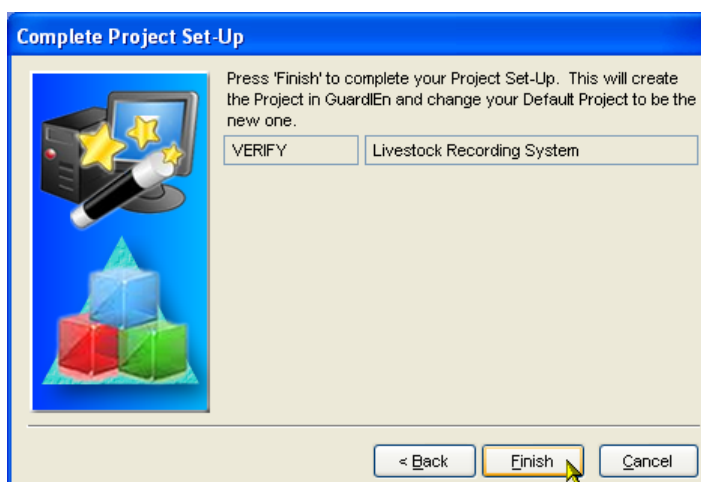 Complete Project Set-Up
Press 'Finish' to complete your Project Set-Up. This will create
the Project in GuardIEn and change your Default Project to be the
new one.
VERIFY Livestock Recording System
< Back Finish Cancel